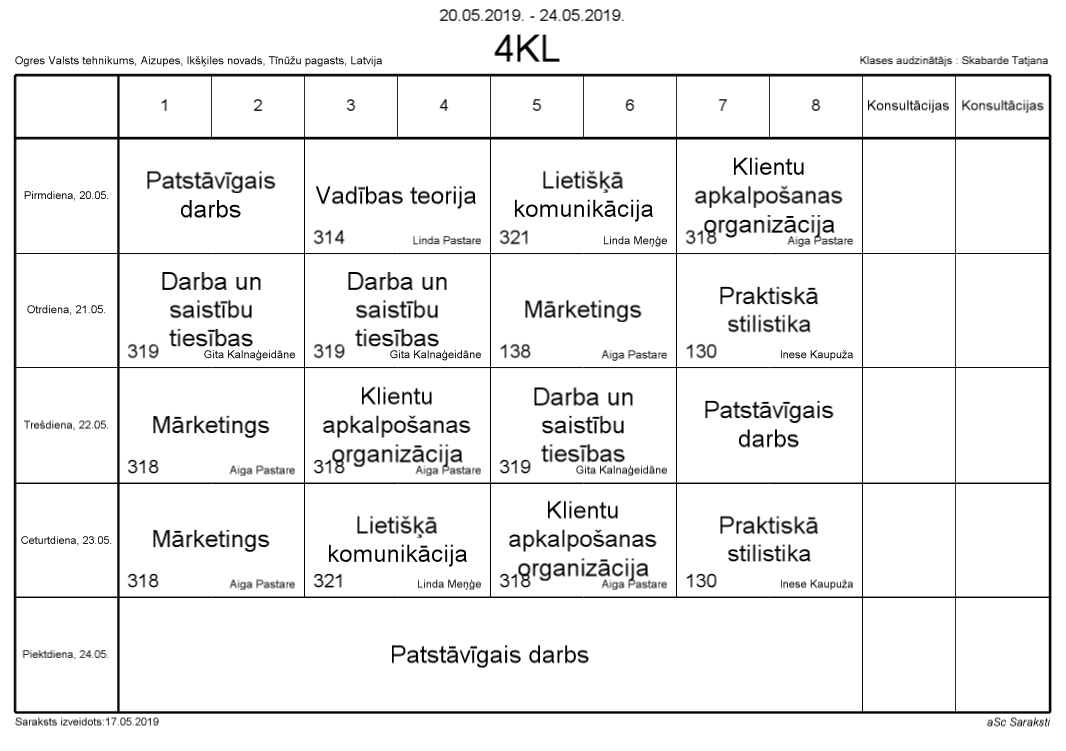 20.05.2019. - 24.05.2019.
4KL
Ogres Valsts tehnikums, Aizupes, Ikšķiles novads, Tīnūžu pagasts, Latvija
Klases audzinātājs : Skabarde Tatjana
1 2 3 4 5 6 7 8 Konsultācijas Konsultācijas
Pirmdiena, 20.05.
Patstāvīgais
darbs
Vadības teorija
314 Linda Pastare
Lietišķā
komunikācija
321 Linda Meņģe
Klientu
apkalpošanas
organizācija
318 Aiga Pastare
Otrdiena, 21.05.
Darba un
saistību
tiesības
319 Gita Kalnaģeidāne
Darba un
saistību
tiesības
319 Gita Kalnaģeidāne
Mārketings
138 Aiga Pastare
Praktiskā
stilistika
130 Inese Kaupuža
Trešdiena, 22.05.
Mārketings
318 Aiga Pastare
Klientu
apkalpošanas
organizācija
318 Aiga Pastare
Darba un
saistību
tiesības
319 Gita Kalnaģeidāne
Patstāvīgais
darbs
Ceturtdiena, 23.05.
Mārketings
318 Aiga Pastare
Lietišķā
komunikācija
321 Linda Meņģe
Klientu
apkalpošanas
organizācija
318 Aiga Pastare
Praktiskā
stilistika
130 Inese Kaupuža
Piektdiena, 24.05.
Patstāvīgais darbs
Saraksts izveidots:17.05.2019
aSc Saraksti